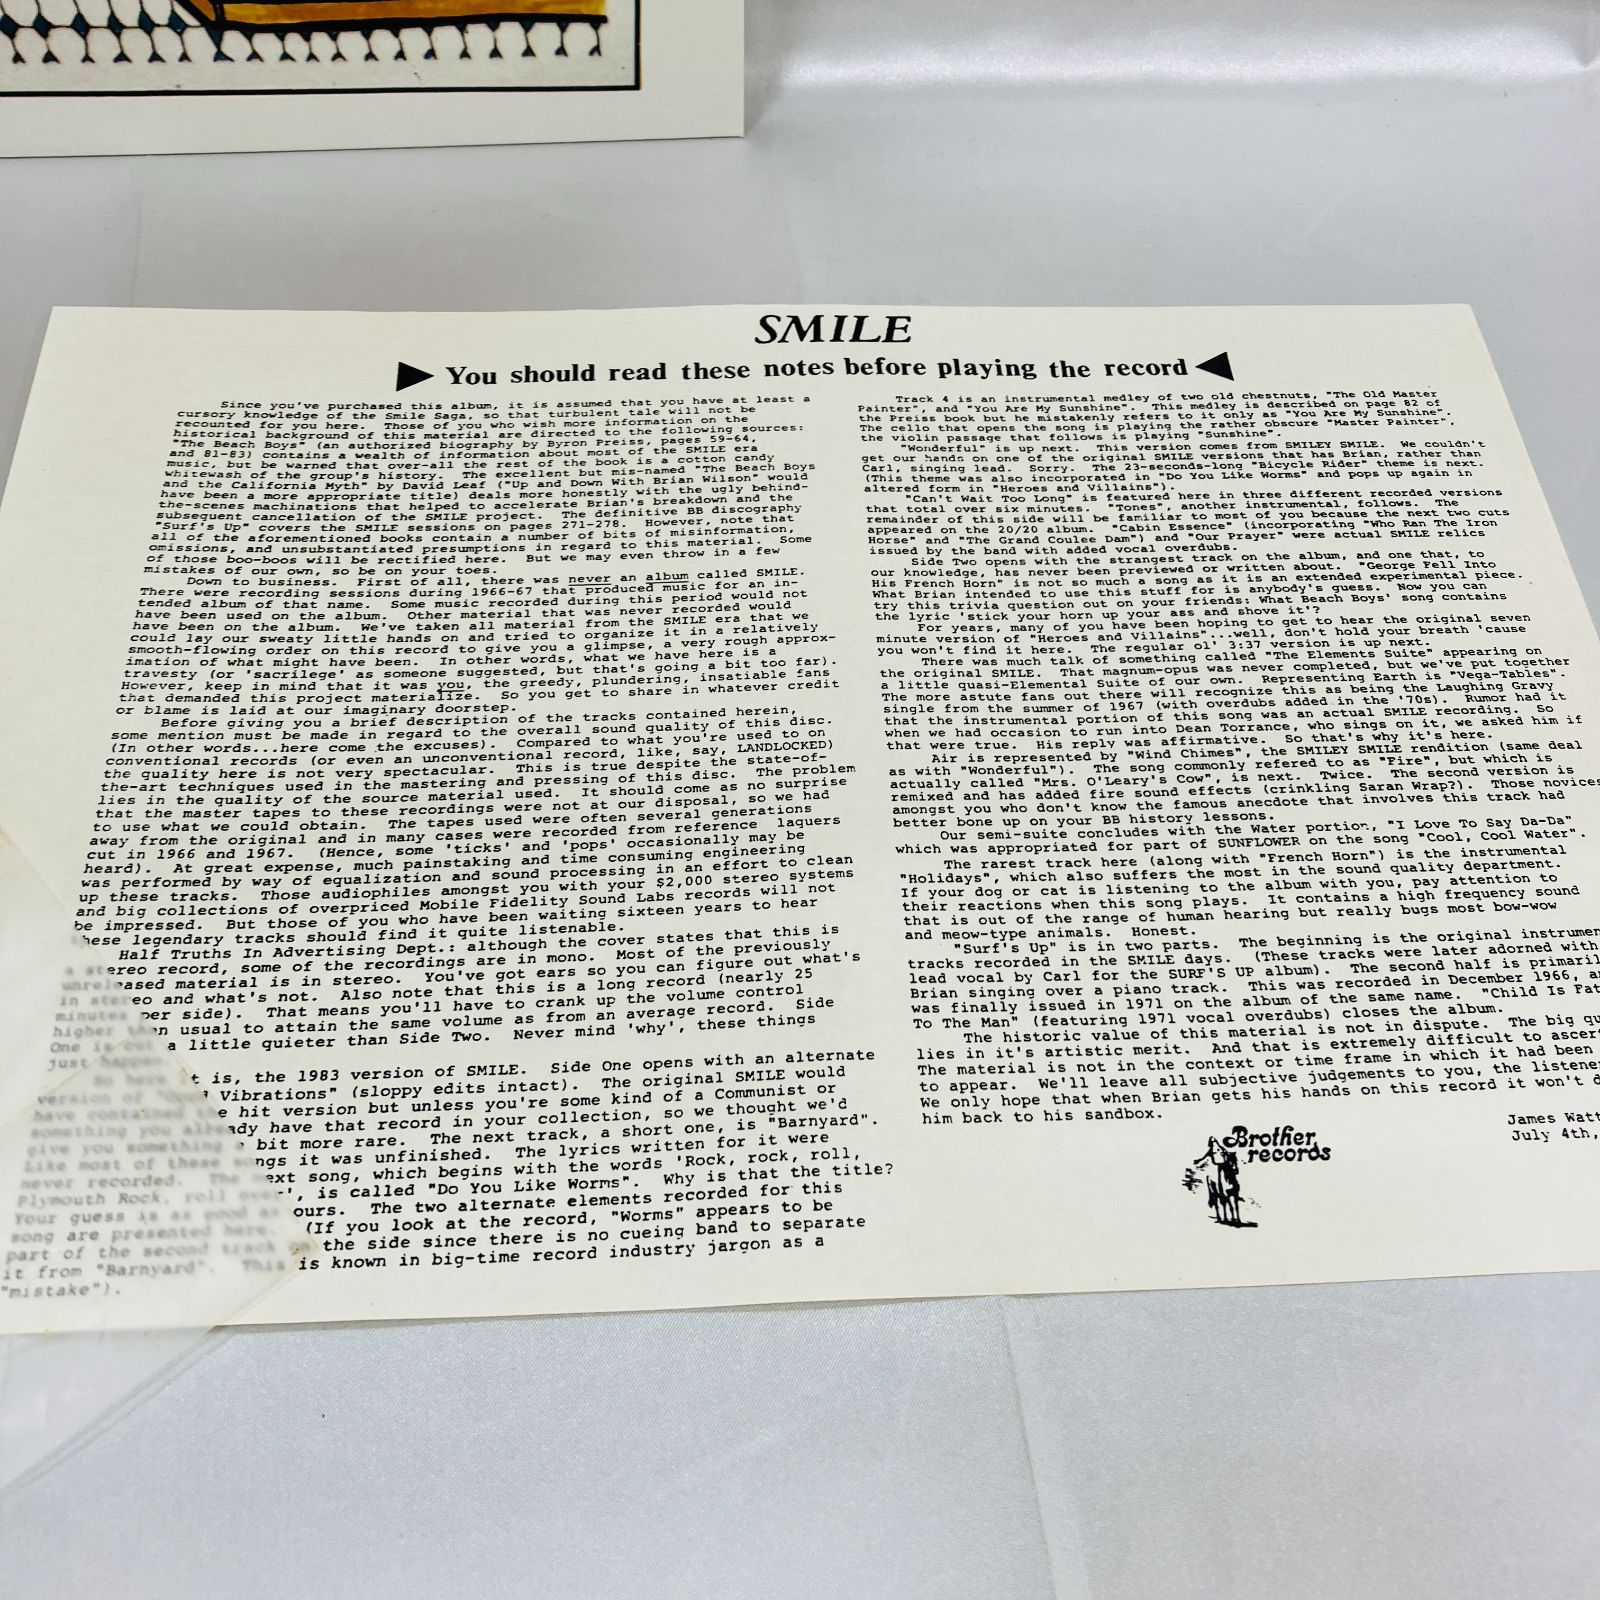 SMILE
You should read these notes before playing the record
Since you've purchased this album, it is assumed that you have at least a
cursory knowledge of the Smile Saga, so that turbulent tale will not be
recounted for you here. Those of you who wish more information on the
historical background of this material are directed to the following sources:
"The Beach Boys" (an authorized biography by Byron Preiss, pages 59-64,
and 81-83) contains a wealth of information about most of the SMILE era
music, but be warned that over-all the rest of the book is a cotton candy
whitewash of the group's history. The excellent but mis-named "The Beach Boys
and the California Myth" by David Leaf ("Up and Down With Brian Wilson" would
have been a more appropriate title) deals more honestly with the ugly behind-
the-scenes machinations that helped to accelerate Brian's breakdown and the
subsequent cancellation of the SMILE project. The definitive BB discography
"Surf's Up" covers the SMILE sessions on pages 271-278. However, note that
all of the aforementioned books contain a number of bits of misinformation,
omissions, and unsubstantiated presumptions in regard to this material. Some
of those boo-boos will be rectified here. But we may even throw in a few
mistakes of our own, so be on your toes.
Down to business. First of all, there was never an album called SMILE.
There were recording sessions during 1966-67 that produced music for an in-
tended album of that name. Some music recorded during this period would not
have been used on the album. Other material that was never recorded would
have been on the album. We've taken all material from the SMILE era that we
could lay our sweaty little hands on and tried to organize it in a relatively
smooth-flowing order on this record to give you a glimpse, a very rough approx-
imation of what might have been. In other words, what we have here is a
travesty (or 'sacrilege' as someone suggested, but that's going a bit too far).
However, keep in mind that it was you, the greedy, plundering, insatiable fans
that demanded this project materialize. So you get to share in whatever credit
or blame is laid at our imaginary doorstep.
Before giving you a brief description of the tracks contained herein,
some mention must be made in regard to the overall sound quality of this disc.
(In other words...here come the excuses). Compared to what you're used to on
conventional records (or even an unconventional record, like, say, LANDLOCKED)
the quality here is not very spectacular. This is true despite the state-of-
the-art techniques used in the mastering and pressing of this disc. The problem
lies in the quality of the source material used. It should come as no surprise
that the master tapes to these recordings were not at our disposal, so we had
to use what we could obtain. The tapes used were often several generations
away from the original and in many cases were recorded from reference laquers
cut in 1966 and 1967. (Hence, some 'ticks' and 'pops' occasionally may be
heard). At great expense, much painstaking and time consuming engineering
was performed by way of equalization and sound processing in an effort to clean
up these tracks. Those audiophiles amongst you with your $2,000 stereo systems
and big collections of overpriced Mobile Fidelity Sound Labs records will not
be impressed. But those of you who have been waiting sixteen years to hear
these legendary tracks should find it quite listenable.
Half Truths In Advertising Dept.: although the cover states that this is
a stereo record, some of the recordings are in mono. Most of the previously
unreleased material is in stereo. You've got ears so you can figure out what's
in stereo and what's not. Also note that this is a long record (nearly 25
minutes per side). That means you'll have to crank up the volume control
higher than usual to attain the same volume as from an average record. Side
One is cut a little quieter than Side Two. Never mind 'why', these things
just happen.
So here it is, the 1983 version of SMILE. Side One opens with an alternate
version of "Good Vibrations" (sloppy edits intact). The original SMILE would
have contained the hit version but unless you're some kind of a Communist or
something you already have that record in your collection, so we thought we'd
give you something a bit more rare. The next track, a short one, is "Barnyard".
Like most of these songs it was unfinished. The lyrics written for it were
never recorded. The next song, which begins with the words 'Rock, rock, roll,
Plymouth Rock, roll over', is called "Do You Like Worms". Why is that the title?
Your guess is as good as ours. The two alternate elements recorded for this
song are presented here. (If you look at the record, "Worms" appears to be
part of the second track on the side since there is no cueing band to separate
it from "Barnyard". This is known in big-time record industry jargon as a
"mistake").
Track 4 is an instrumental medley of two old chestnuts, "The Old Master
Painter", and "You Are My Sunshine". This medley is described on page 82 of
the Preiss book but he mistakenly refers to it only as "You Are My Sunshine".
The cello that opens the song is playing the rather obscure "Master Painter",
the violin passage that follows is playing "Sunshine".
"Wonderful" is up next. This version comes from SMILEY SMILE. We couldn't
get our hands on one of the original SMILE versions that has Brian, rather than
Carl, singing lead. Sorry. The 23-seconds-long "Bicycle Rider" theme is next.
(This theme was also incorporated in "Do You Like Worms" and pops up again in
altered form in "Heroes and Villains").
"Can't Wait Too Long" is featured here in three different recorded versions
that total over six minutes. "Tones", another instrumental, follows. The
remainder of this side will be familiar to most of you because the next two cuts
appeared on the 20/20 album. "Cabin Essence" (incorporating "Who Ran The Iron
Horse" and "The Grand Coulee Dam") and "Our Prayer" were actual SMILE relics
issued by the band with added vocal overdubs.
Side Two opens with the strangest track on the album, and one that, to
our knowledge, has never been previewed or written about. "George Fell Into
His French Horn" is not so much a song as it is an extended experimental piece.
What Brian intended to use this stuff for is anybody's guess. Now you can
try this trivia question out on your friends: What Beach Boys' song contains
the lyric 'stick your horn up your ass and shove it'?
For years, many of you have been hoping to get to hear the original seven
minute version of "Heroes and Villains"...well, don't hold your breath 'cause
you won't find it here. The regular ol' 3:37 version is up next.
There was much talk of something called "The Elements Suite" appearing on
the original SMILE. That magnum-opus was never completed, but we've put together
a little quasi-Elemental Suite of our own. Representing Earth is "Vega-Tables".
The more astute fans out there will recognize this as being the Laughing Gravy
single from the summer of 1967 (with overdubs added in the '70s). Rumor had it
that the instrumental portion of this song was an actual SMILE recording. So
when we had occasion to run into Dean Torrance, who sings on it, we asked him if
that were true. His reply was affirmative. So that's why it's here.
Air is represented by "Wind Chimes", the SMILEY SMILE rendition (same deal
as with "Wonderful"). The song commonly refered to as "Fire", but which is
actually called "Mrs. O'Leary's Cow", is next. Twice. The second version is
remixed and has added fire sound effects (crinkling Saran Wrap?). Those novices
amongst you who don't know the famous anecdote that involves this track had
better bone up on your BB history lessons.
Our semi-suite concludes with the Water portion, "I Love To Say Da-Da"
which was appropriated for part of SUNFLOWER on the song "Cool, Cool Water".
The rarest track here (along with "French Horn") is the instrumental
"Holidays", which also suffers the most in the sound quality department.
If your dog or cat is listening to the album with you, pay attention to
their reactions when this song plays. It contains a high frequency sound
that is out of the range of human hearing but really bugs most bow-wow
and meow-type animals. Honest.
"Surf's Up" is in two parts. The beginning is the original instrumen
tracks recorded in the SMILE days. (These tracks were later adorned with
lead vocal by Carl for the SURF'S UP album). The second half is primaril
Brian singing over a piano track. This was recorded in December 1966, a
was finally issued in 1971 on the album of the same name. "Child Is Fat
To The Man" (featuring 1971 vocal overdubs) closes the album.
The historic value of this material is not in dispute. The big qu
lies in it's artistic merit. And that is extremely difficult to ascer
The material is not in the context or time frame in which it had been
to appear. We'll leave all subjective judgements to you, the listene
We only hope that when Brian gets his hands on this record it won't d
him back to his sandbox.
James Watt
July 4th,
Brother
records